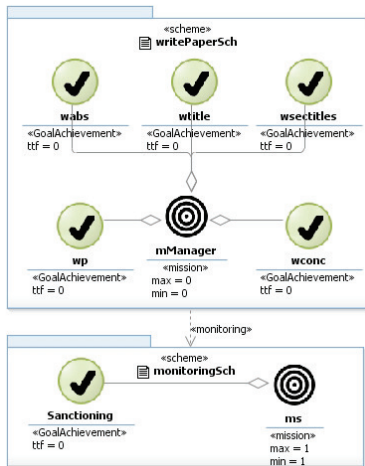 «scheme»
writePaperSch
wabs
«GoalAchievement»
ttf = 0
wtitle
«GoalAchievement»
ttf = 0
wsectitles
«GoalAchievement»
ttf = 0
wp
«GoalAchievement»
ttf = 0
mManager
«mission»
max = 0
min = 0
wconc
«GoalAchievement»
ttf = 0
«monitoring»
«scheme»
monitoringSch
Sanctioning
«GoalAchievement»
ttf = 0
ms
«mission»
max = 1
min = 1